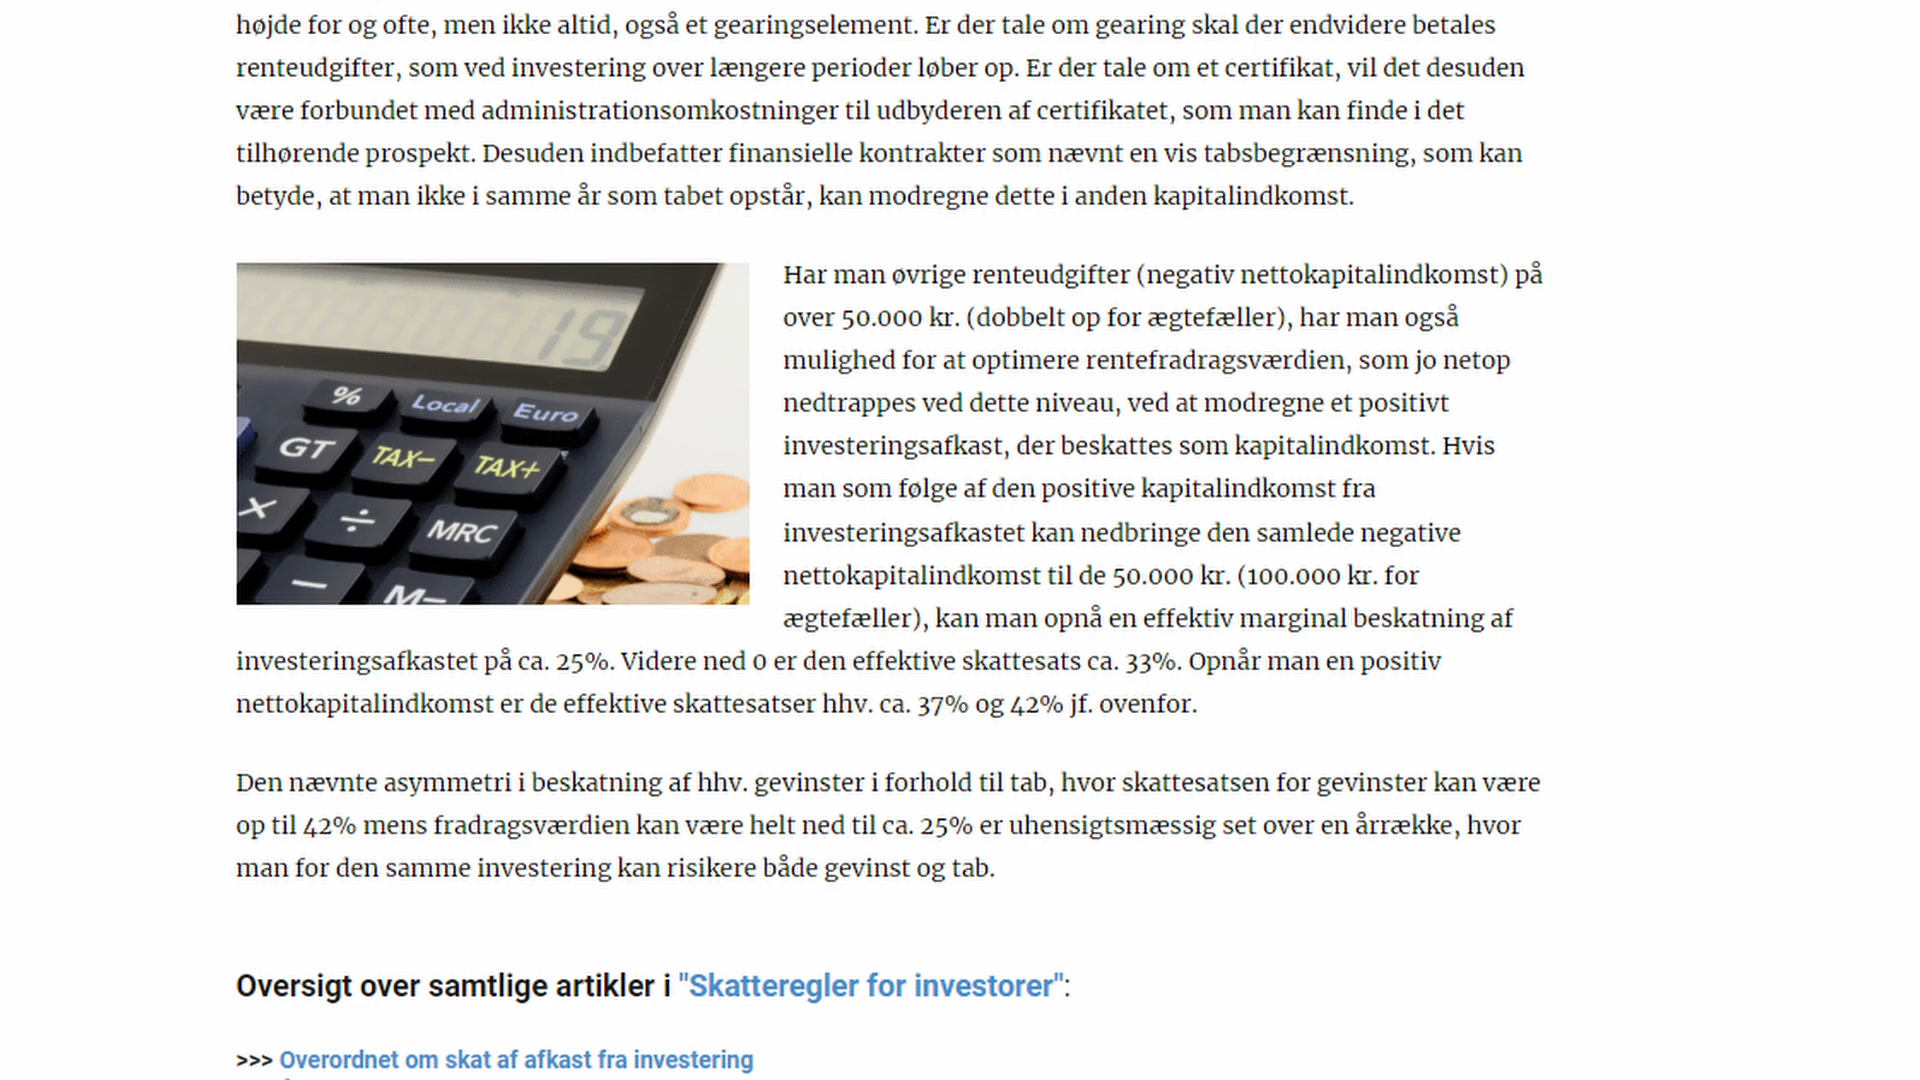 højde for og ofte, men ikke altid, også et gearingselement. Er der tale om gearing skal der endvidere betales
renteudgifter, som ved investering over længere perioder løber op. Er der tale om et certifikat, vil det desuden
være forbundet med administrationsomkostninger til udbyderen af certifikatet, som man kan finde i det
tilhørende prospekt. Desuden indbefatter finansielle kontrakter som nævnt en vis tabsbegrænsning, som kan
betyde, at man ikke i samme år som tabet opstår, kan modregne dette i anden kapitalindkomst.
19
% Local Euro
GT TAX− TAX+
× ÷ MRC
− M−
Har man øvrige renteudgifter (negativ nettokapitalindkomst) på
over 50.000 kr. (dobbelt op for ægtefæller), har man også
mulighed for at optimere rentefradragsværdien, som jo netop
nedtrappes ved dette niveau, ved at modregne et positivt
investeringsafkast, der beskattes som kapitalindkomst. Hvis
man som følge af den positive kapitalindkomst fra
investeringsafkastet kan nedbringe den samlede negative
nettokapitalindkomst til de 50.000 kr. (100.000 kr. for
ægtefæller), kan man opnå en effektiv marginal beskatning af
investeringsafkastet på ca. 25%. Videre ned 0 er den effektive skattesats ca. 33%. Opnår man en positiv
nettokapitalindkomst er de effektive skattesatser hhv. ca. 37% og 42% jf. ovenfor.
Den nævnte asymmetri i beskatning af hhv. gevinster i forhold til tab, hvor skattesatsen for gevinster kan være
op til 42% mens fradragsværdien kan være helt ned til ca. 25% er uhensigtsmæssig set over en årrække, hvor
man for den samme investering kan risikere både gevinst og tab.
Oversigt over samtlige artikler i "Skatteregler for investorer":
>>> Overordnet om skat af afkast fra investering